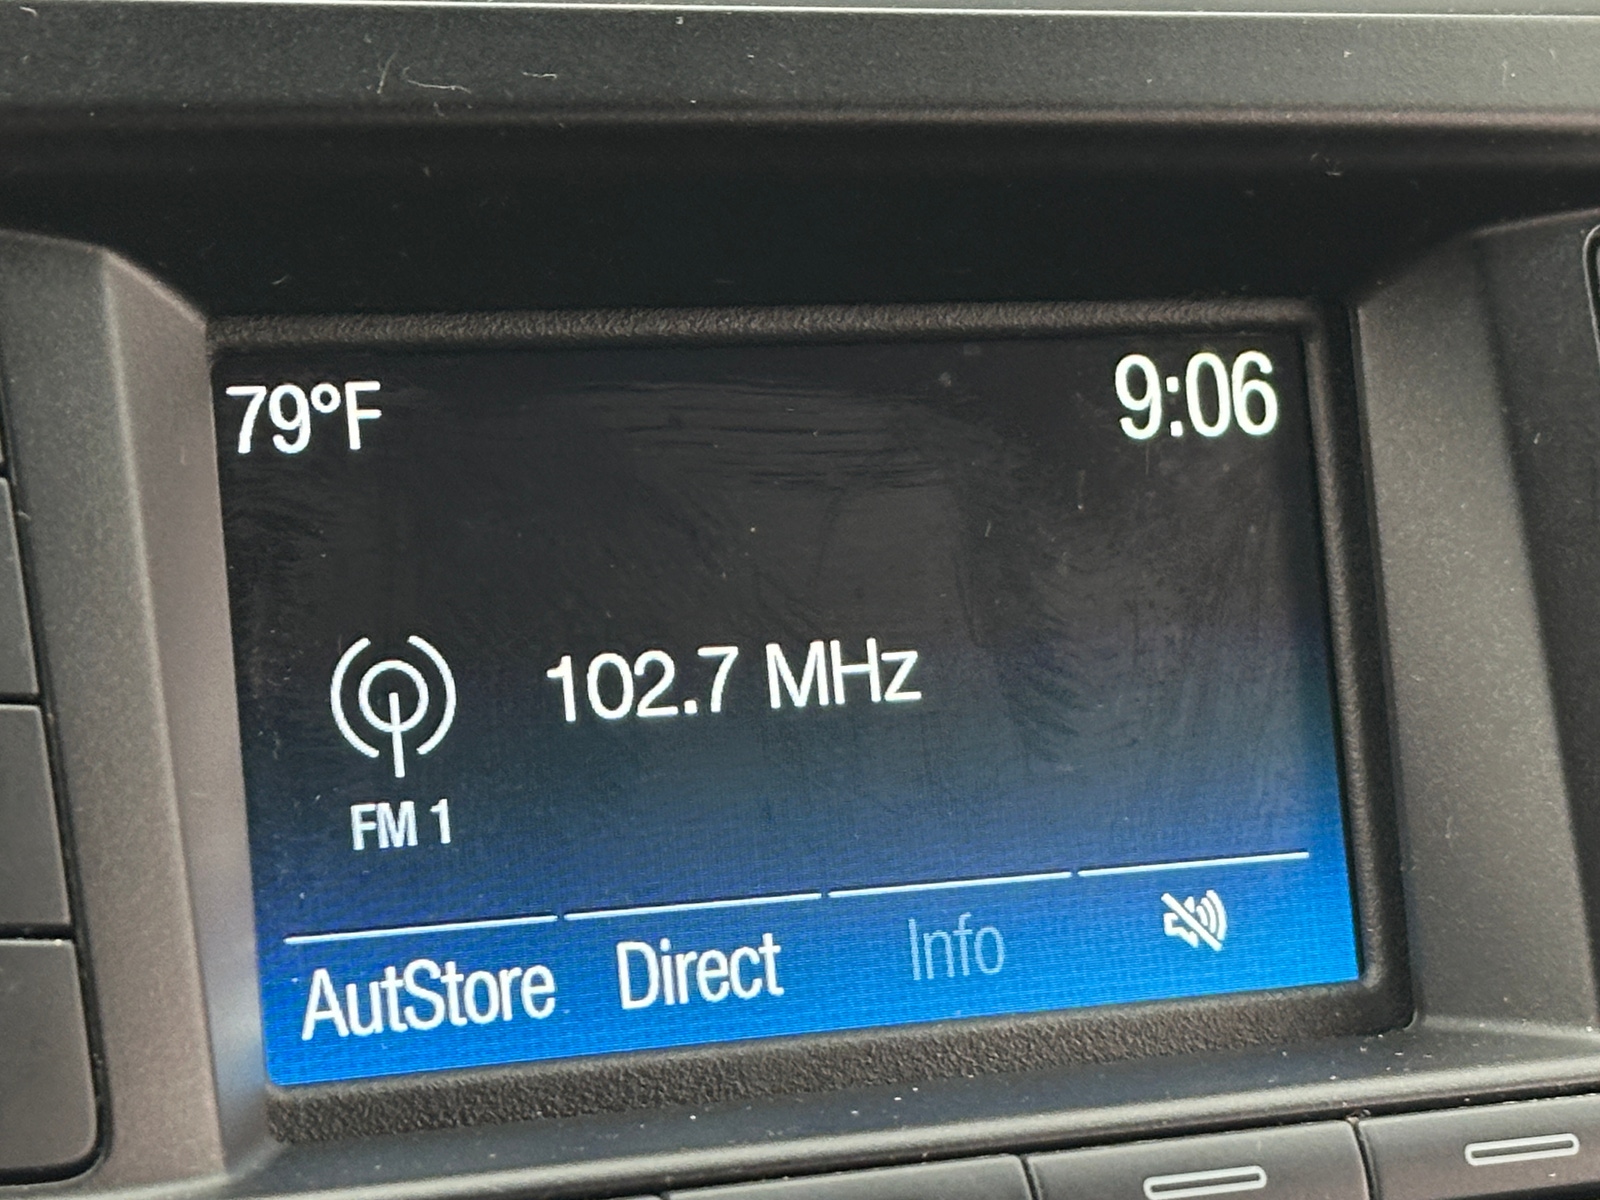 79°F
9:06
102.7 MHz
FM 1
AutStore
Direct
Info